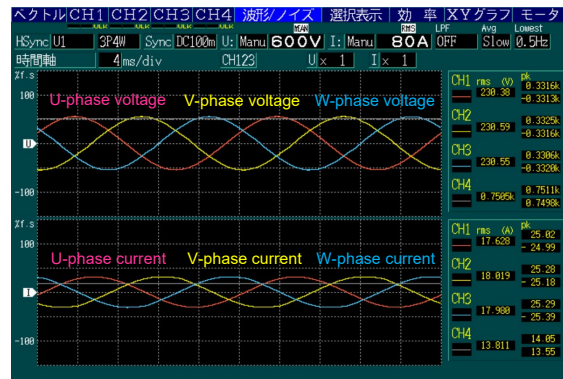 ベクトル CH1 CH2 CH3 CH4 波形/ノイズ 選択表示 効 率 XYグラフ モータ
MAN RMS LPF Avg Lowest
HSync U1 3P4W Sync DC100m U: Manu 600V I: Manu 80A OFF Slow 0.5Hz
時間軸 4 ms/div CH123 U× 1 I× 1
%f.s
100
U-phase voltage V-phase voltage W-phase voltage
U
-100
CH1 rms (V) pk
230.38 0.3316k
-0.3313k
CH2
230.59 0.3325k
-0.3316k
CH3
230.55 0.3306k
-0.3320k
CH4
0.7505k 0.7511k
0.7498k
%f.s
100
U-phase current V-phase current W-phase current
I
-100
CH1 rms (A) pk
17.628 25.02
- 24.99
CH2
18.019 25.28
- 25.18
CH3
17.980 25.29
- 25.39
CH4
13.811 14.05
13.55